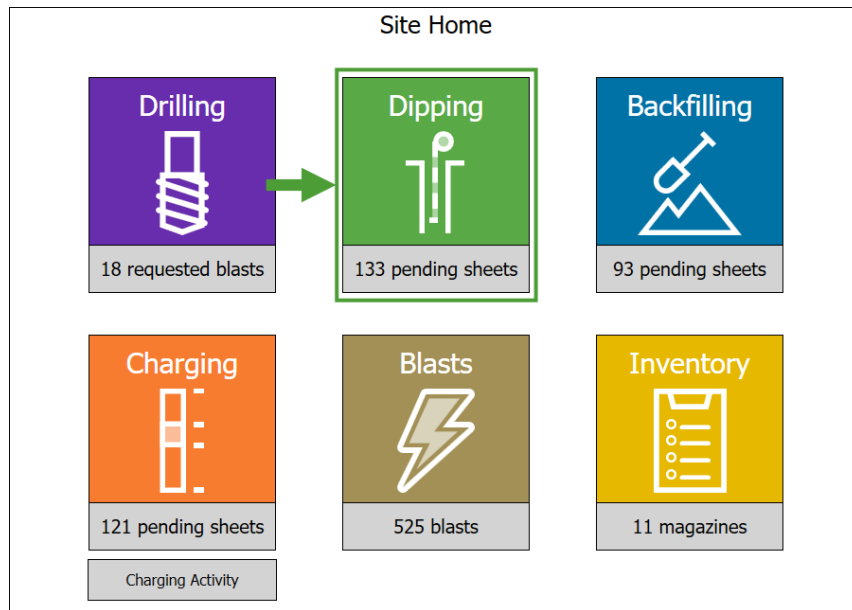 Site Home
Drilling
18 requested blasts
Dipping
133 pending sheets
Backfilling
93 pending sheets
Charging
121 pending sheets
Charging Activity
Blasts
525 blasts
Inventory
11 magazines